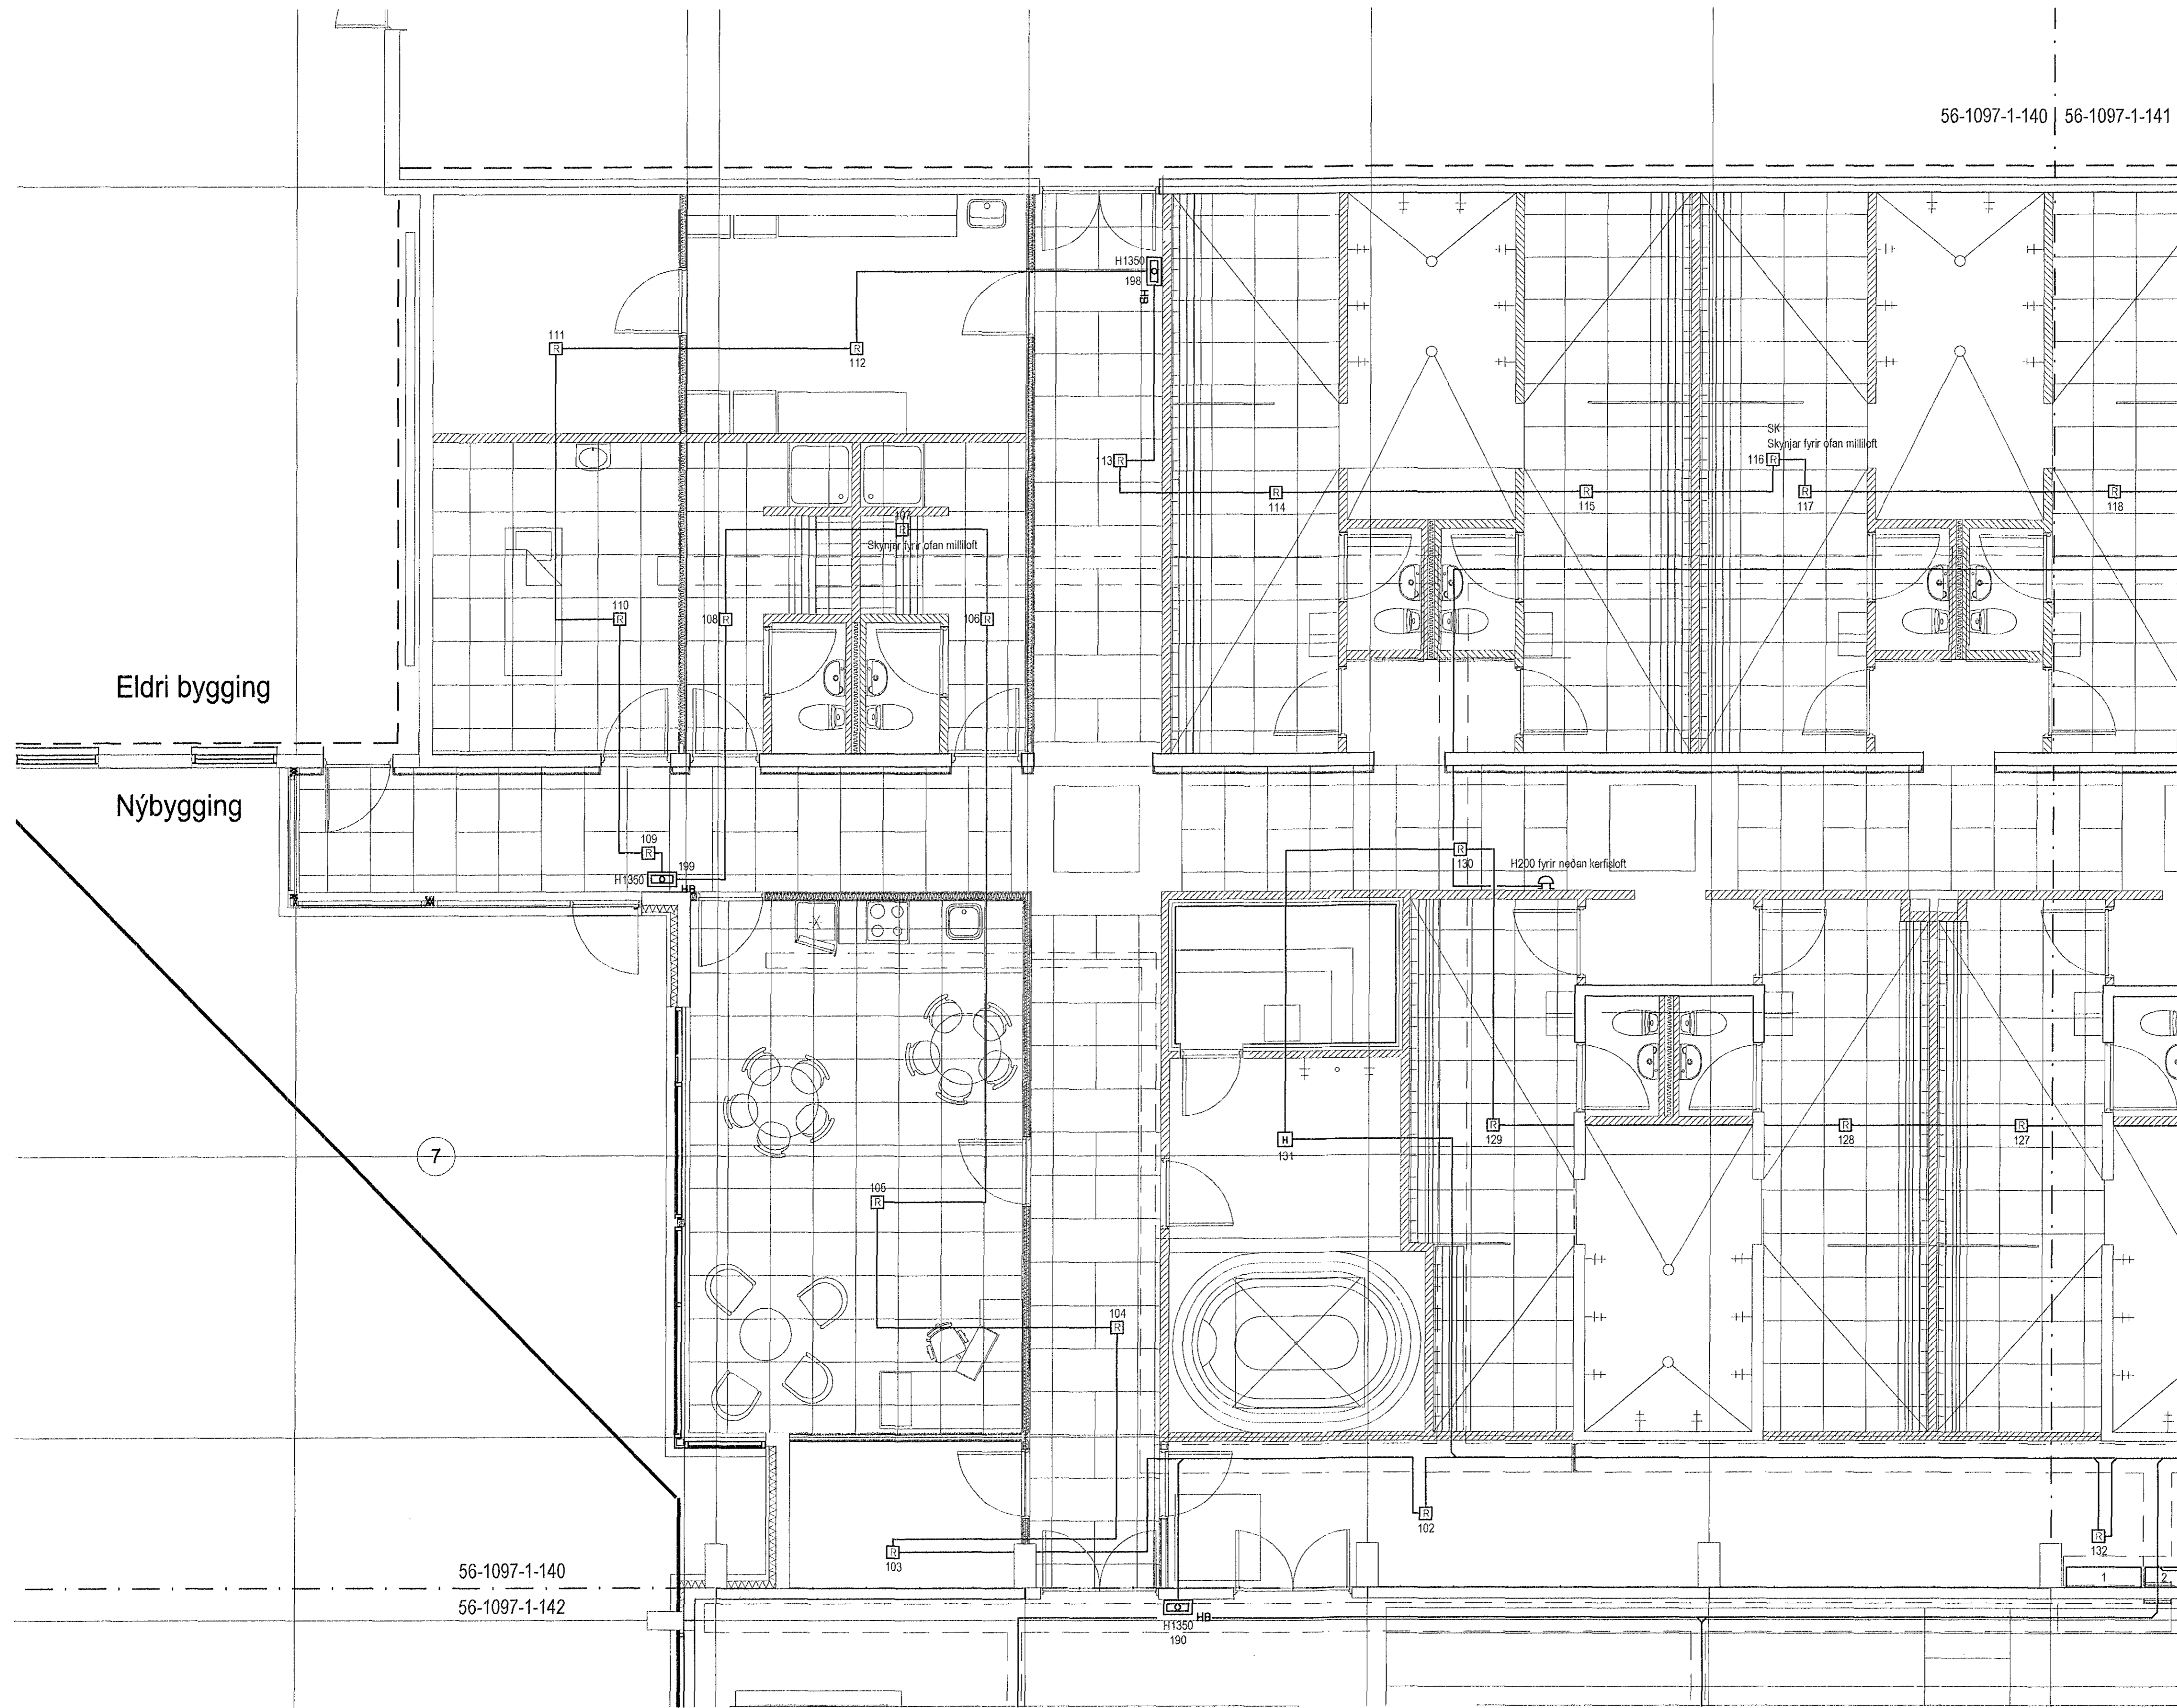 56-1097-1-140 56-1097-1-141
H1350
198
HB
111
R
R
112
SK
Skynjar fyrir ofan milliloft
113 R
116 R
R
114
R
115
R
117
R
118
107
R
Skynjar fyrir ofan milliloft
110
R
108 R
106 R
Eldri bygging
Nýbygging
109
R
199
H1350
HB
R
130
H200 fyrir neðan kerfisloft
R
129
R
128
R
127
H
131
7
105
R
104
R
R
102
R
103
R
132
1
2
56-1097-1-140
56-1097-1-142
HB
H1350
190